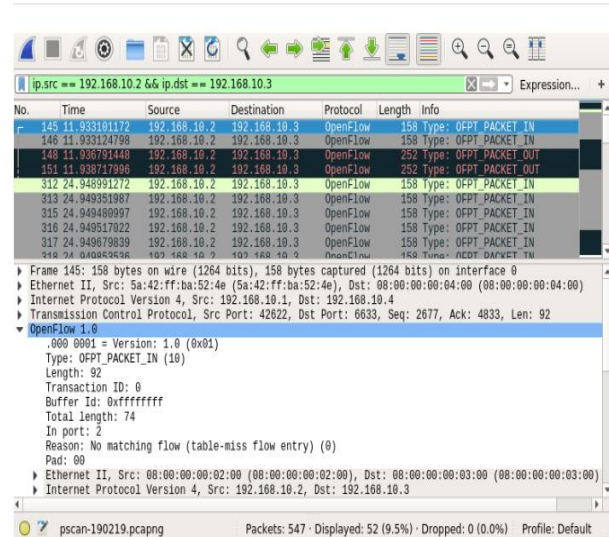 ip.src == 192.168.10.2 && ip.dst == 192.168.10.3 Expression... +
No. Time Source Destination Protocol Length Info
145 11.933101172 192.168.10.2 192.168.10.3 OpenFlow 158 Type: OFPT_PACKET_IN
146 11.933124798 192.168.10.2 192.168.10.3 OpenFlow 158 Type: OFPT_PACKET_IN
148 11.936791448 192.168.10.2 192.168.10.3 OpenFlow 252 Type: OFPT_PACKET_OUT
151 11.938717996 192.168.10.2 192.168.10.3 OpenFlow 252 Type: OFPT_PACKET_OUT
312 24.948991272 192.168.10.2 192.168.10.3 OpenFlow 158 Type: OFPT_PACKET_IN
313 24.949351987 192.168.10.2 192.168.10.3 OpenFlow 158 Type: OFPT_PACKET_IN
315 24.949480997 192.168.10.2 192.168.10.3 OpenFlow 158 Type: OFPT_PACKET_IN
316 24.949517022 192.168.10.2 192.168.10.3 OpenFlow 158 Type: OFPT_PACKET_IN
317 24.949679839 192.168.10.2 192.168.10.3 OpenFlow 158 Type: OFPT_PACKET_IN
318 24.949853536 192.168.10.2 192.168.10.3 OpenFlow 158 Type: OFPT_PACKET_IN
Frame 145: 158 bytes on wire (1264 bits), 158 bytes captured (1264 bits) on interface 0
Ethernet II, Src: 5a:42:ff:ba:52:4e (5a:42:ff:ba:52:4e), Dst: 08:00:00:00:04:00 (08:00:00:00:04:00)
Internet Protocol Version 4, Src: 192.168.10.1, Dst: 192.168.10.4
Transmission Control Protocol, Src Port: 42622, Dst Port: 6633, Seq: 2677, Ack: 4833, Len: 92
OpenFlow 1.0
.000 0001 = Version: 1.0 (0x01)
Type: OFPT_PACKET_IN (10)
Length: 92
Transaction ID: 0
Buffer Id: 0xffffffff
Total length: 74
In port: 2
Reason: No matching flow (table-miss flow entry) (0)
Pad: 00
Ethernet II, Src: 08:00:00:00:02:00 (08:00:00:00:02:00), Dst: 08:00:00:00:03:00 (08:00:00:00:03:00)
Internet Protocol Version 4, Src: 192.168.10.2, Dst: 192.168.10.3
pscan-190219.pcapng Packets: 547 · Displayed: 52 (9.5%) · Dropped: 0 (0.0%) Profile: Default